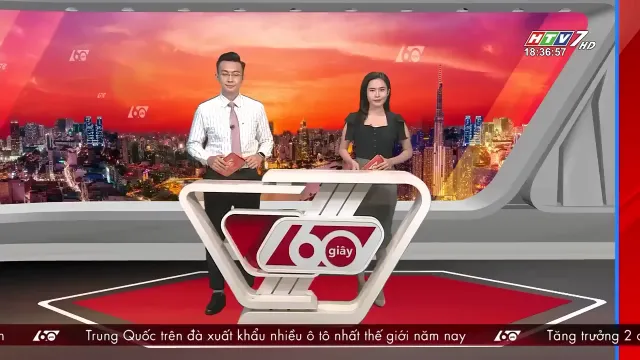 HTV7 HD
18:36:57
60 giây
n 60 Trung Quốc trên đà xuất khẩu nhiều ô tô nhất thế giới năm nay 60 Tăng trưởng 2 c